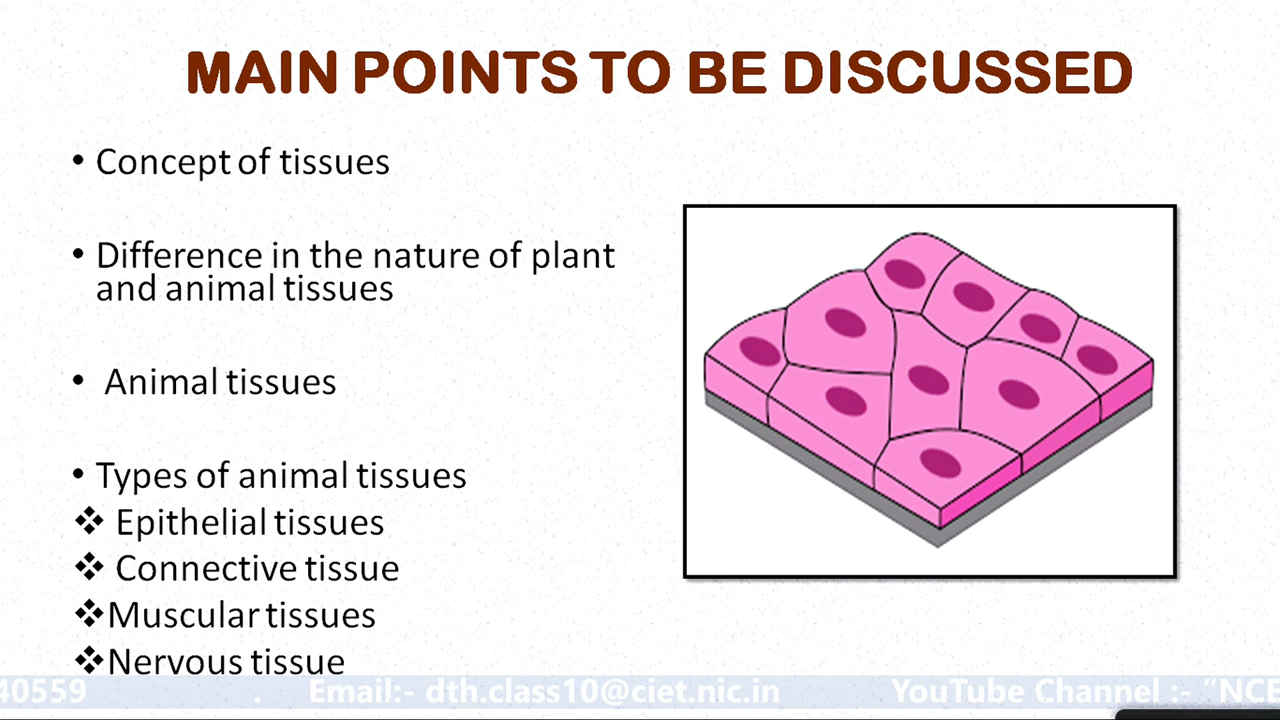 MAIN POINTS TO BE DISCUSSED
• Concept of tissues
• Difference in the nature of plant
and animal tissues
• Animal tissues
• Types of animal tissues
❖ Epithelial tissues
❖ Connective tissue
❖Muscular tissues
❖Nervous tissue
40559 . Email:- dth.class10@ciet.nic.in YouTube Channel :- “NCE